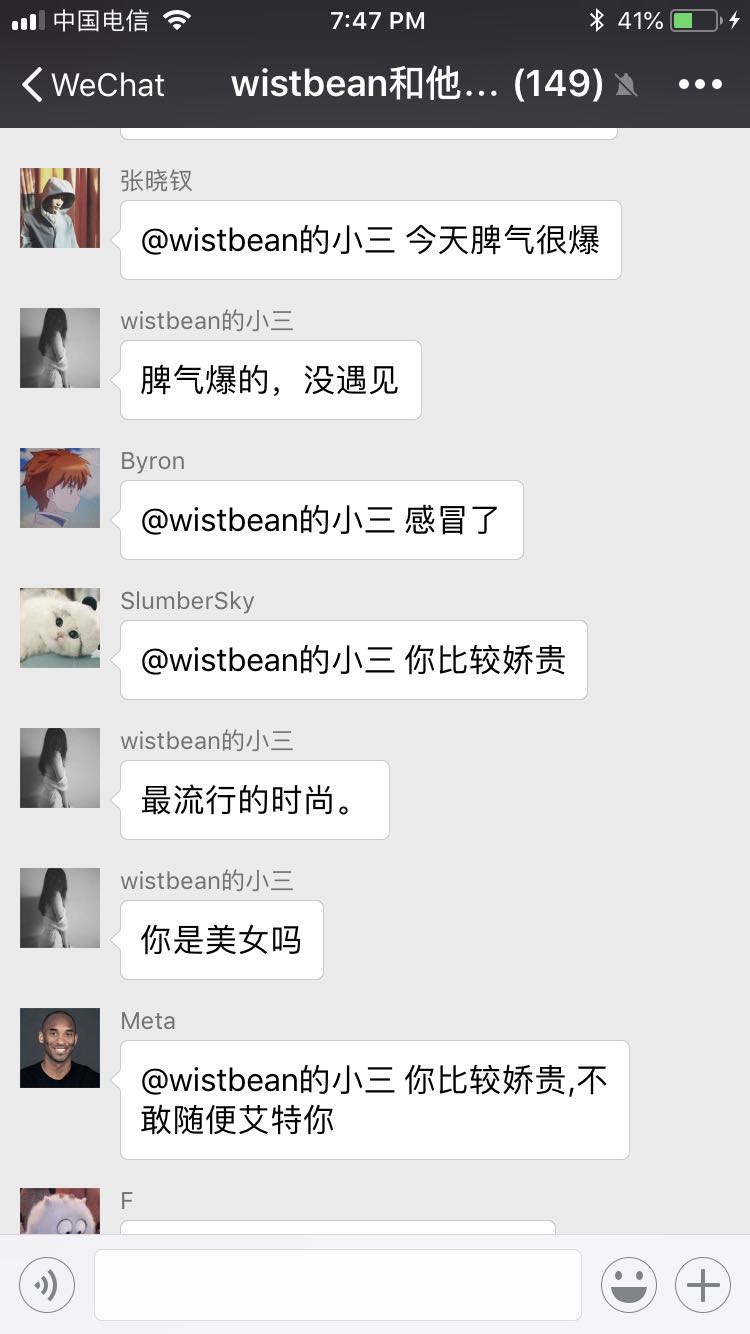 中国电信 7:47 PM 41%
WeChat wistbean和他... (149)
张晓钗
@wistbean的小三 今天脾气很爆
wistbean的小三
脾气爆的，没遇见
Byron
@wistbean的小三 感冒了
SlumberSky
@wistbean的小三 你比较娇贵
wistbean的小三
最流行的时尚。
wistbean的小三
你是美女吗
Meta
@wistbean的小三 你比较娇贵,不
敢随便艾特你
F